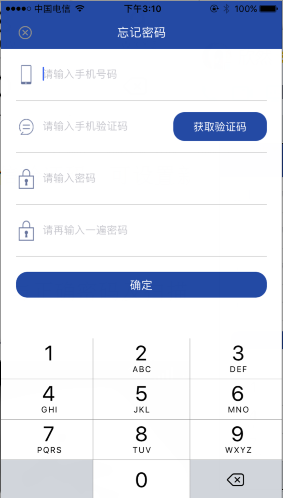 中国电信 下午3:10 100%
忘记密码
请输入手机号码
请输入手机验证码 获取验证码
请输入密码
请再输入一遍密码
确定
1 2 3
ABC DEF
4 5 6
GHI JKL MNO
7 8 9
PQRS TUV WXYZ
0